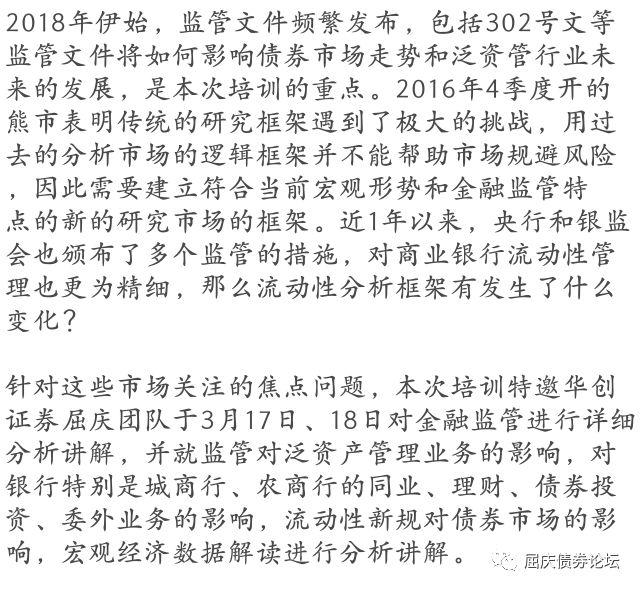 2018年伊始，监管文件频繁发布，包括302号文等
监管文件将如何影响债券市场走势和泛资管行业未
来的发展，是本次培训的重点。2016年4季度开的
熊市表明传统的研究框架遇到了极大的挑战，用过
去的分析市场的逻辑框架并不能帮助市场规避风险
，因此需要建立符合当前宏观形势和金融监管特
点的新的研究市场的框架。近1年以来，央行和银监
会也颁布了多个监管的措施，对商业银行流动性管
理也更为精细，那么流动性分析框架有发生了什么
变化？
针对这些市场关注的焦点问题，本次培训特邀华创
证券屈庆团队于3月17日、18日对金融监管进行详细
分析讲解，并就监管对泛资产管理业务的影响，对
银行特别是城商行、农商行的同业、理财、债券投
资、委外业务的影响，流动性新规对债券市场的影
响，宏观经济数据解读进行分析讲解。
屈庆债券论坛